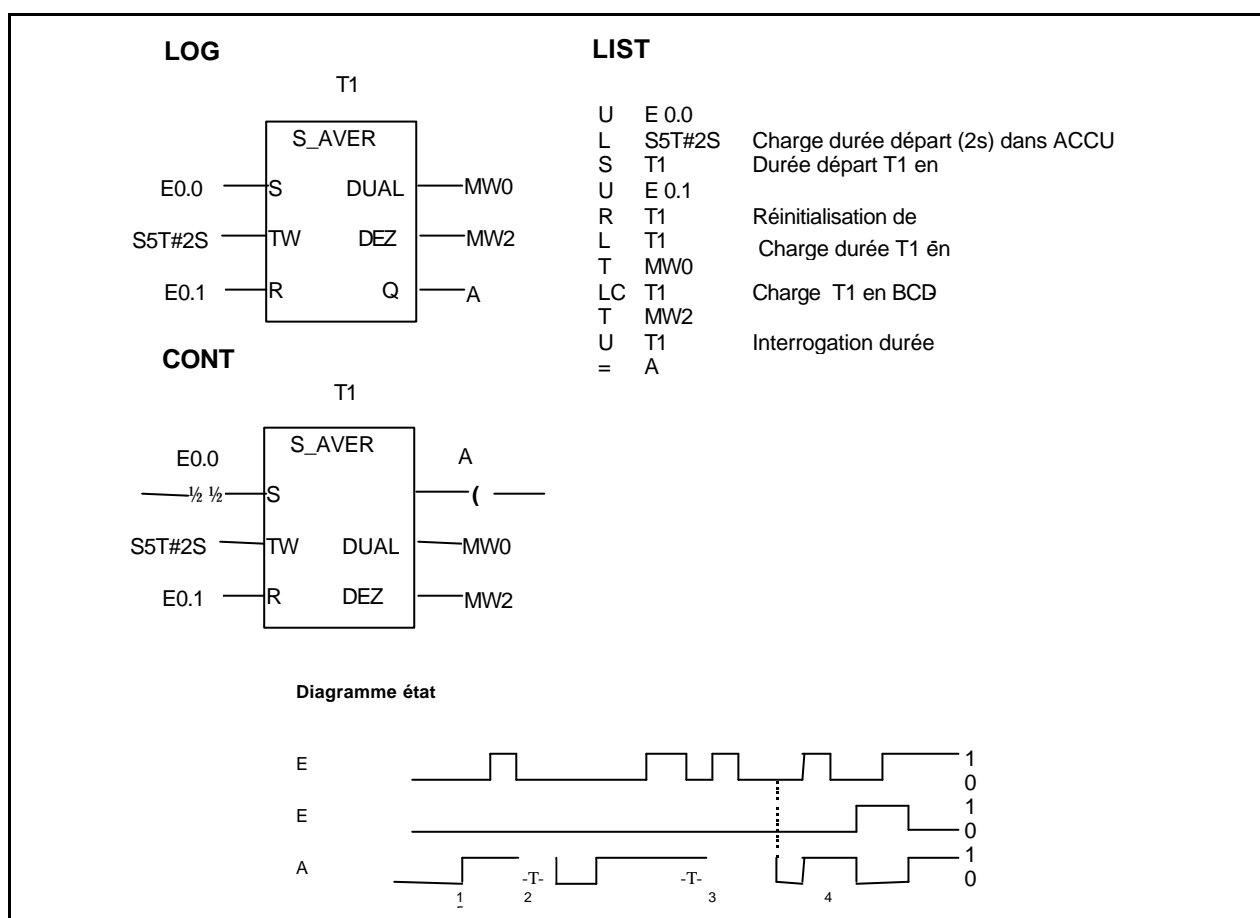 LOG
T1
S_AVER
E0.0 S DUAL MW0
S5T#2S TW DEZ MW2
E0.1 R Q A
LIST
U E 0.0
L S5T#2S Charge durée départ (2s) dans ACCU
S T1 Durée départ T1 en
U E 0.1
R T1 Réinitialisation de
L T1 Charge durée T1 en
T MW0
LC T1 Charge T1 en BCD
T MW2
U T1 Interrogation durée
= A
CONT
T1
S_AVER
E0.0 A
½ ½ S (
S5T#2S TW DUAL MW0
E0.1 R DEZ MW2
Diagramme état
E 1
0
E 1
0
A 1
-T- -T- 0
1 2 3 4